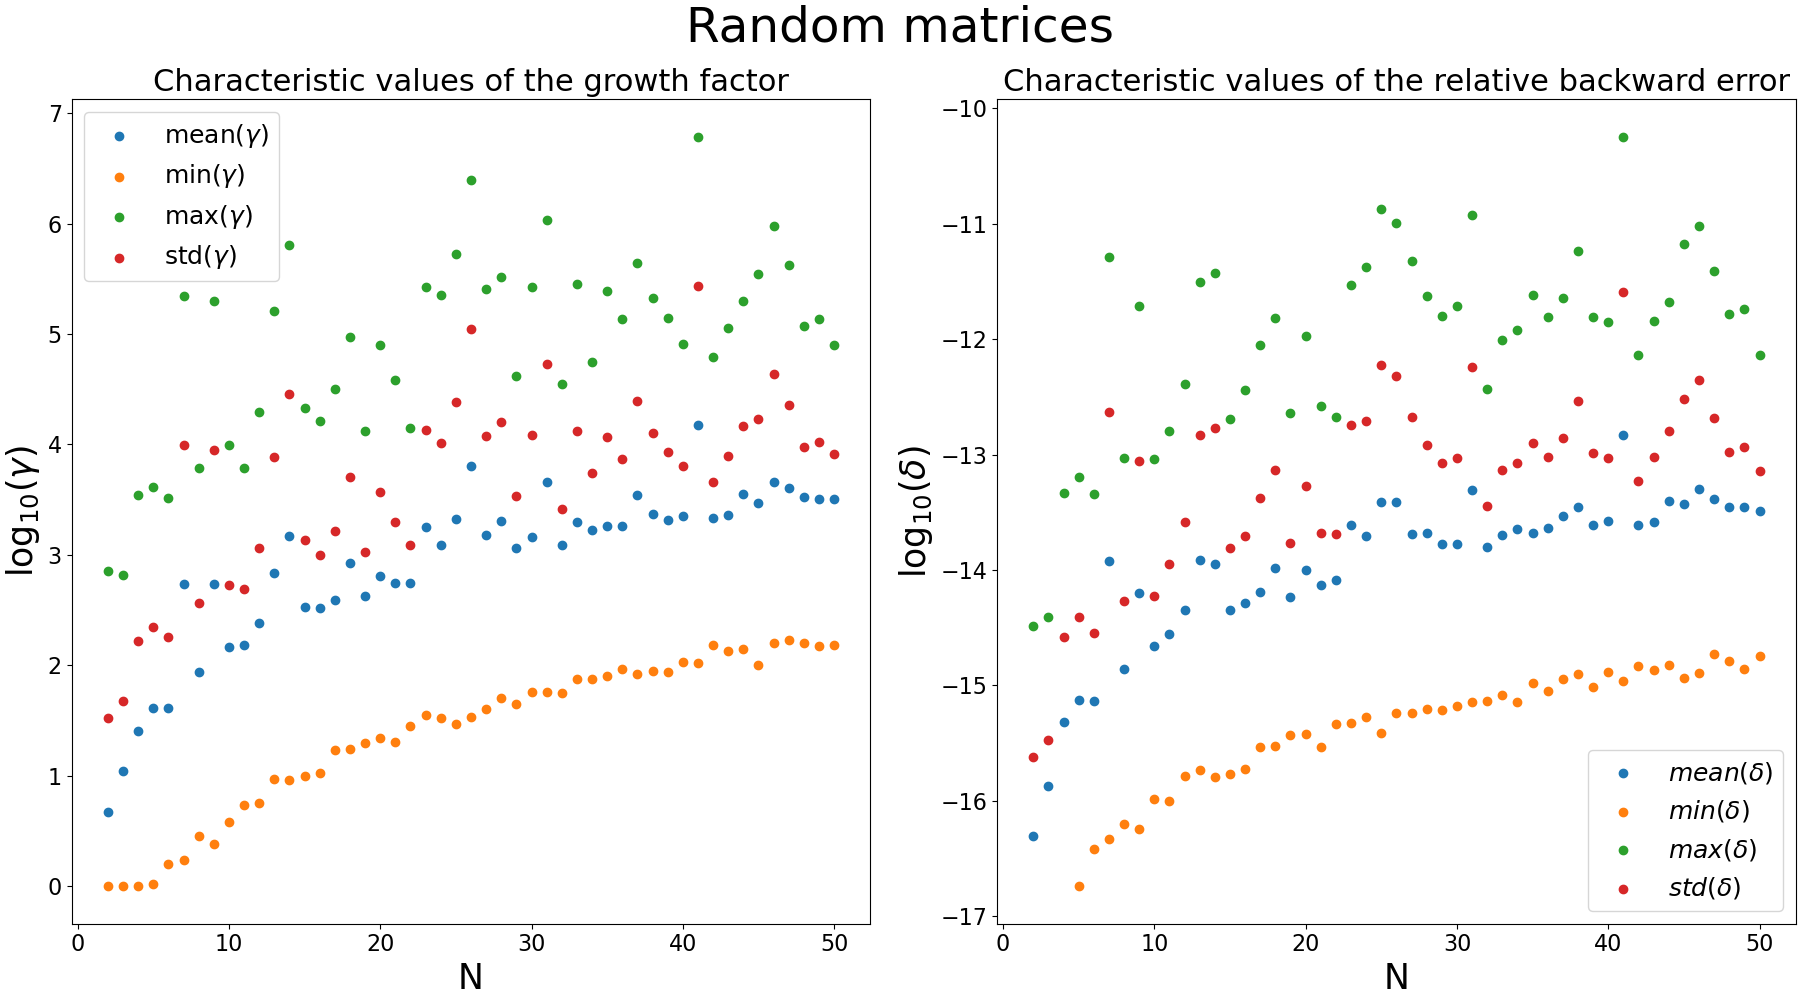 Random matrices
Characteristic values of the growth factor
7
6
5
4
3
2
1
0
log₁₀(γ)
mean(γ)
min(γ)
max(γ)
std(γ)
0 10 20 30 40 50
N
Characteristic values of the relative backward error
−10
−11
−12
−13
−14
−15
−16
−17
log₁₀(δ)
mean(δ)
min(δ)
max(δ)
std(δ)
0 10 20 30 40 50
N